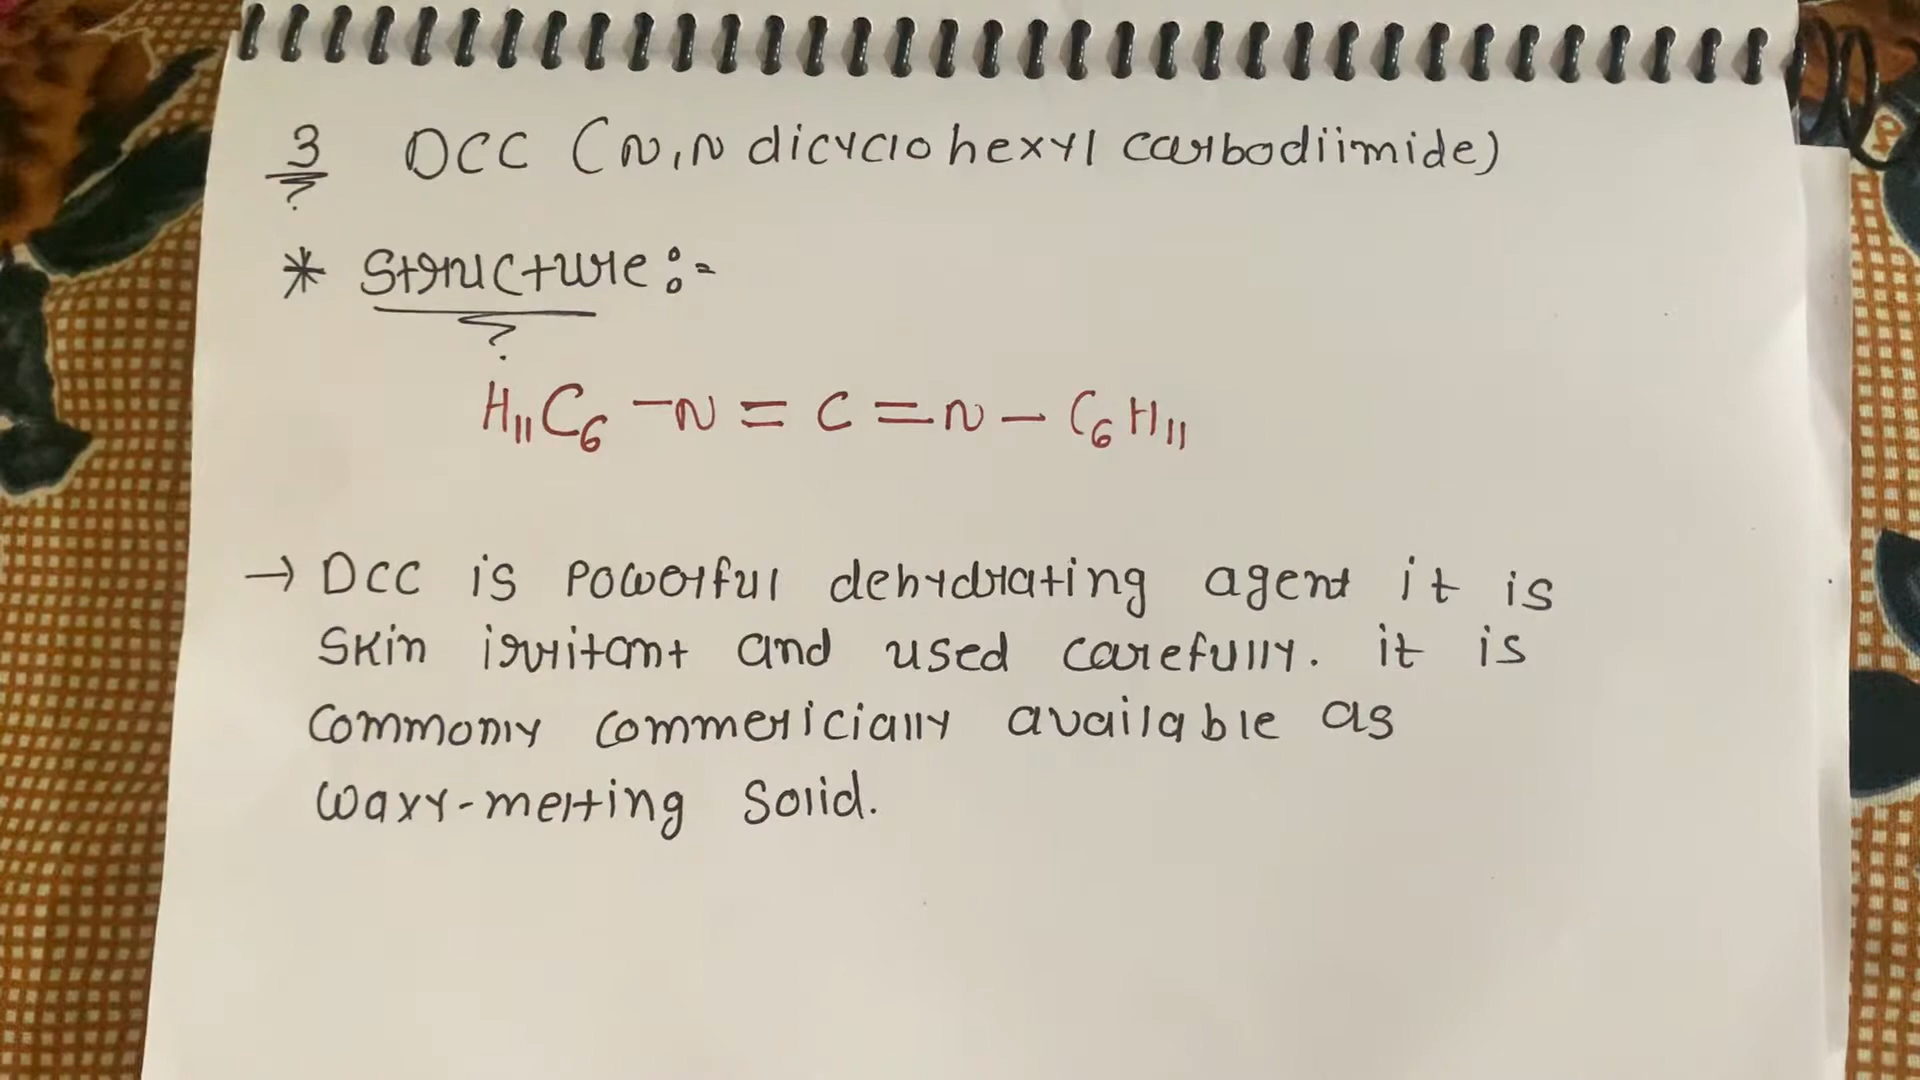 3 DCC (N,N dicyclohexyl carbodiimide)
* Structure :-
H₁₁C₆ – N = C = N – C₆H₁₁
→ DCC is powerful dehydrating agent it is
skin irritant and used carefully. it is
commonly commericially available as
waxy-melting solid.